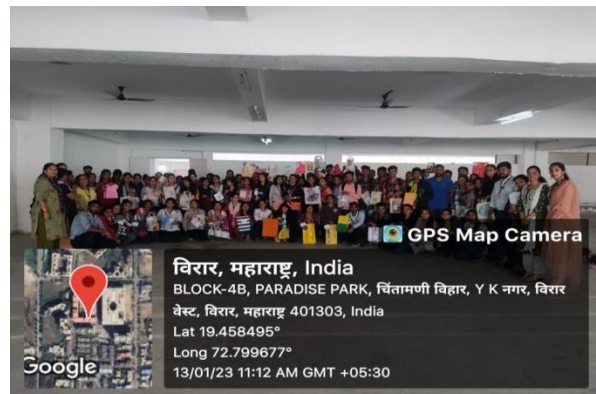 GPS Map Camera
विरार, महाराष्ट्र, India
BLOCK-4B, PARADISE PARK, चिंतामणी विहार, Y K नगर, विरार
वेस्ट, विरार, महाराष्ट्र 401303, India
Lat 19.458495°
Long 72.799677°
13/01/23 11:12 AM GMT +05:30
Google